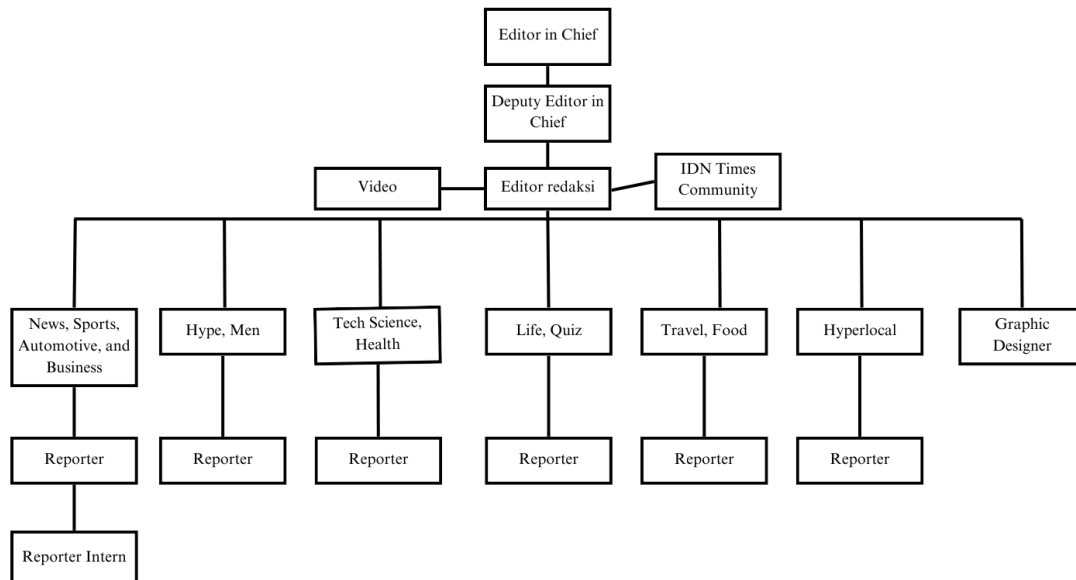 Editor in Chief
Deputy Editor in
Chief
Video
Editor redaksi
IDN Times
Community
News, Sports,
Automotive, and
Business
Hype, Men
Tech Science,
Health
Life, Quiz
Travel, Food
Hyperlocal
Graphic
Designer
Reporter
Reporter
Reporter
Reporter
Reporter
Reporter
Reporter Intern